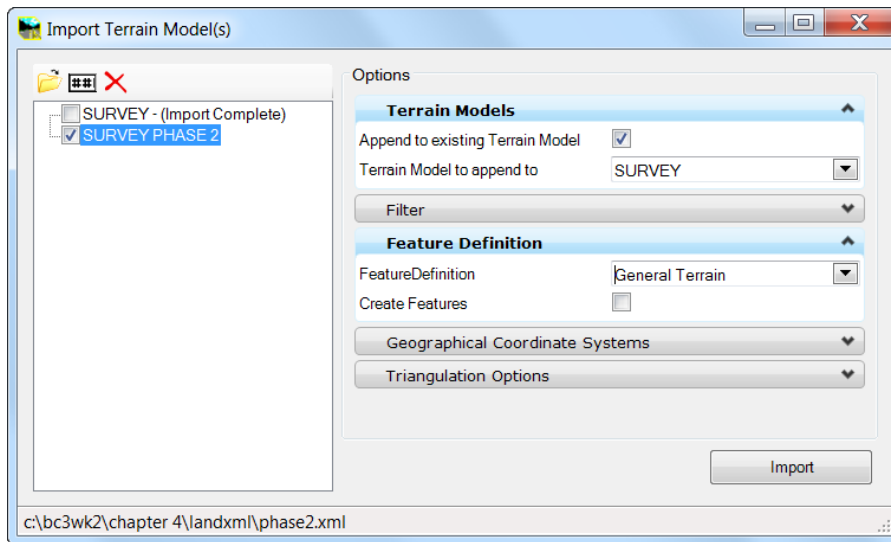 Import Terrain Model(s)
##
SURVEY - (Import Complete)
SURVEY PHASE 2
Options
Terrain Models
Append to existing Terrain Model
Terrain Model to append to SURVEY
Filter
Feature Definition
FeatureDefinition General Terrain
Create Features
Geographical Coordinate Systems
Triangulation Options
Import
c:\bc3wk2\chapter 4\landxml\phase2.xml